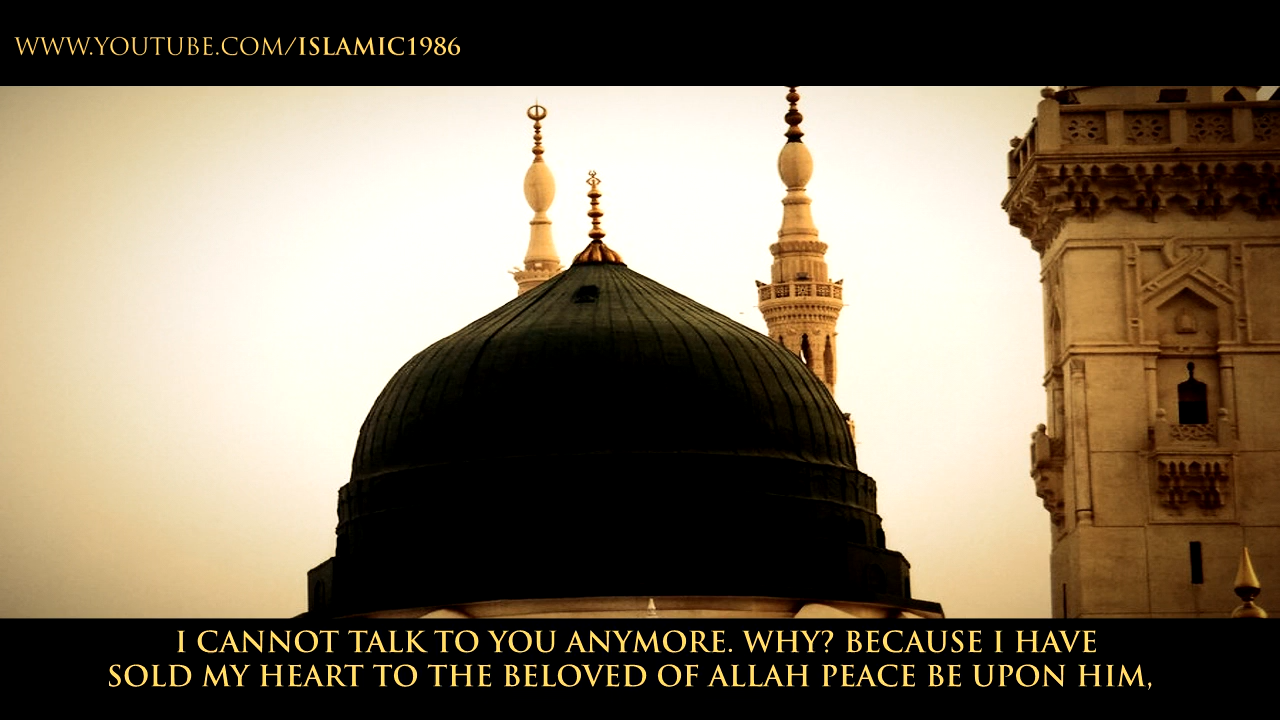 WWW.YOUTUBE.COM/ISLAMIC1986
I CANNOT TALK TO YOU ANYMORE. WHY? BECAUSE I HAVE
SOLD MY HEART TO THE BELOVED OF ALLAH PEACE BE UPON HIM,